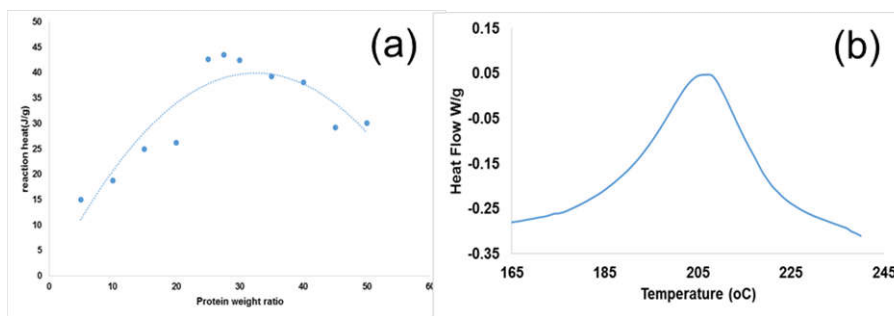 (a)
reaction heat(J/g)
50
45
40
35
30
25
20
15
10
5
0
0 10 20 30 40 50 60
Protein weight ratio
(b)
Heat Flow W/g
0.15
0.05
-0.05
-0.15
-0.25
-0.35
165 185 205 225 245
Temperature (oC)